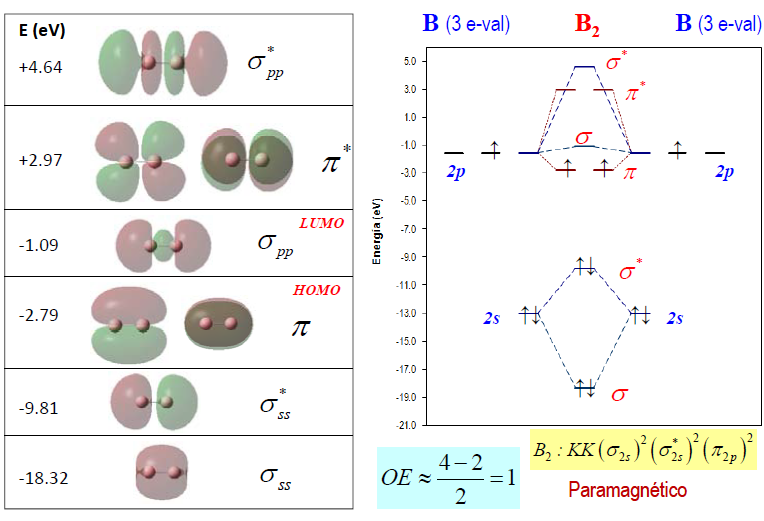 E (eV)
+4.64
σ*pp
+2.97
π*
LUMO
-1.09
σpp
HOMO
-2.79
π
-9.81
σ*ss
-18.32
σss
B (3 e-val)
B2
B (3 e-val)
Energia (eV)
5.0
3.0
1.0
-1.0
-3.0
-5.0
-7.0
-9.0
-11.0
-13.0
-15.0
-17.0
-19.0
-21.0
σ*
π*
σ
π
2p
2p
σ*
2s
2s
σ
OE ≈ (4−2)/2 = 1
B2 : KK(σ2s)²(σ*2s)²(π2p)²
Paramagnético